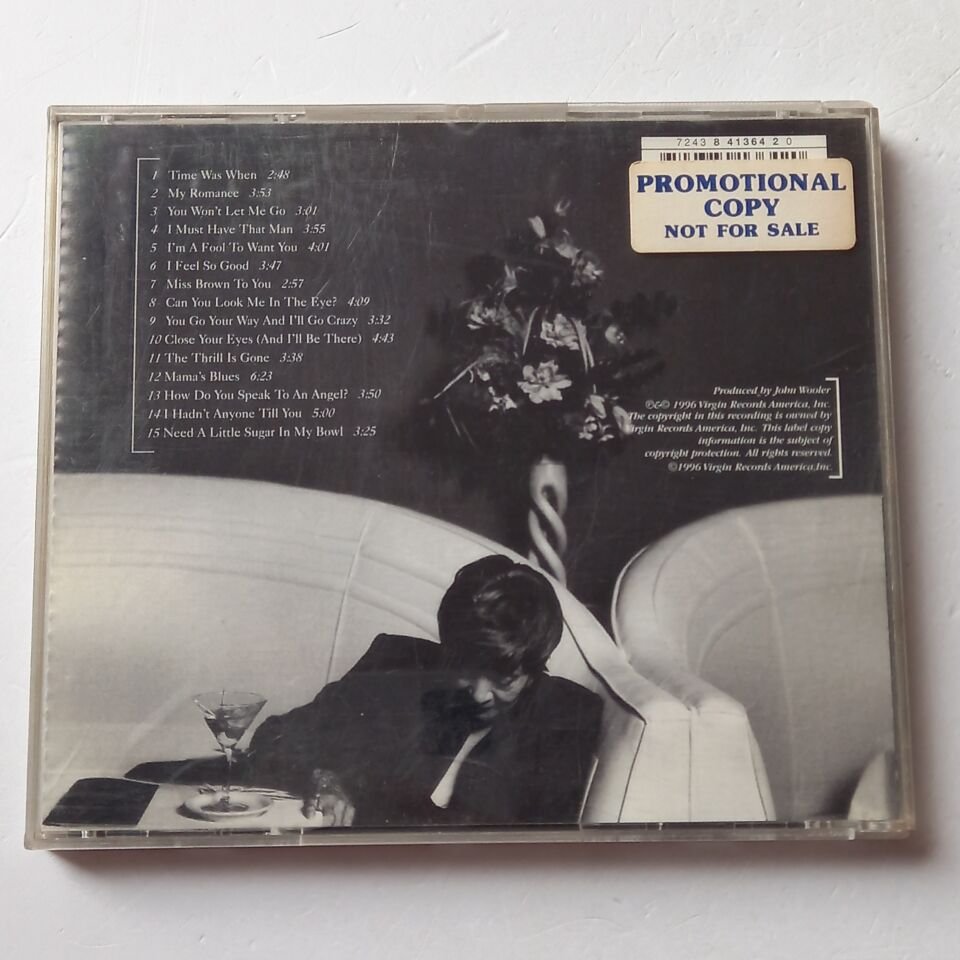 7243 8 41364 2 0
PROMOTIONAL
COPY
NOT FOR SALE
1 Time Was When 2:48
2 My Romance 3:53
3 You Won't Let Me Go 3:01
4 I Must Have That Man 3:55
5 I'm A Fool To Want You 4:01
6 I Feel So Good 3:47
7 Miss Brown To You 2:57
8 Can You Look Me In The Eye? 4:09
9 You Go Your Way And I'll Go Crazy 3:32
10 Close Your Eyes (And I'll Be There) 4:43
11 The Thrill Is Gone 3:38
12 Mama's Blues 6:23
13 How Do You Speak To An Angel? 3:50
14 I Hadn't Anyone Till You 5:00
15 Need A Little Sugar In My Bowl 3:25
Produced by John Wooler
℗&© 1996 Virgin Records America, Inc.
The copyright in this recording is owned by
Virgin Records America, Inc. This label copy
information is the subject of
copyright protection. All rights reserved.
©1996 Virgin Records America,Inc.